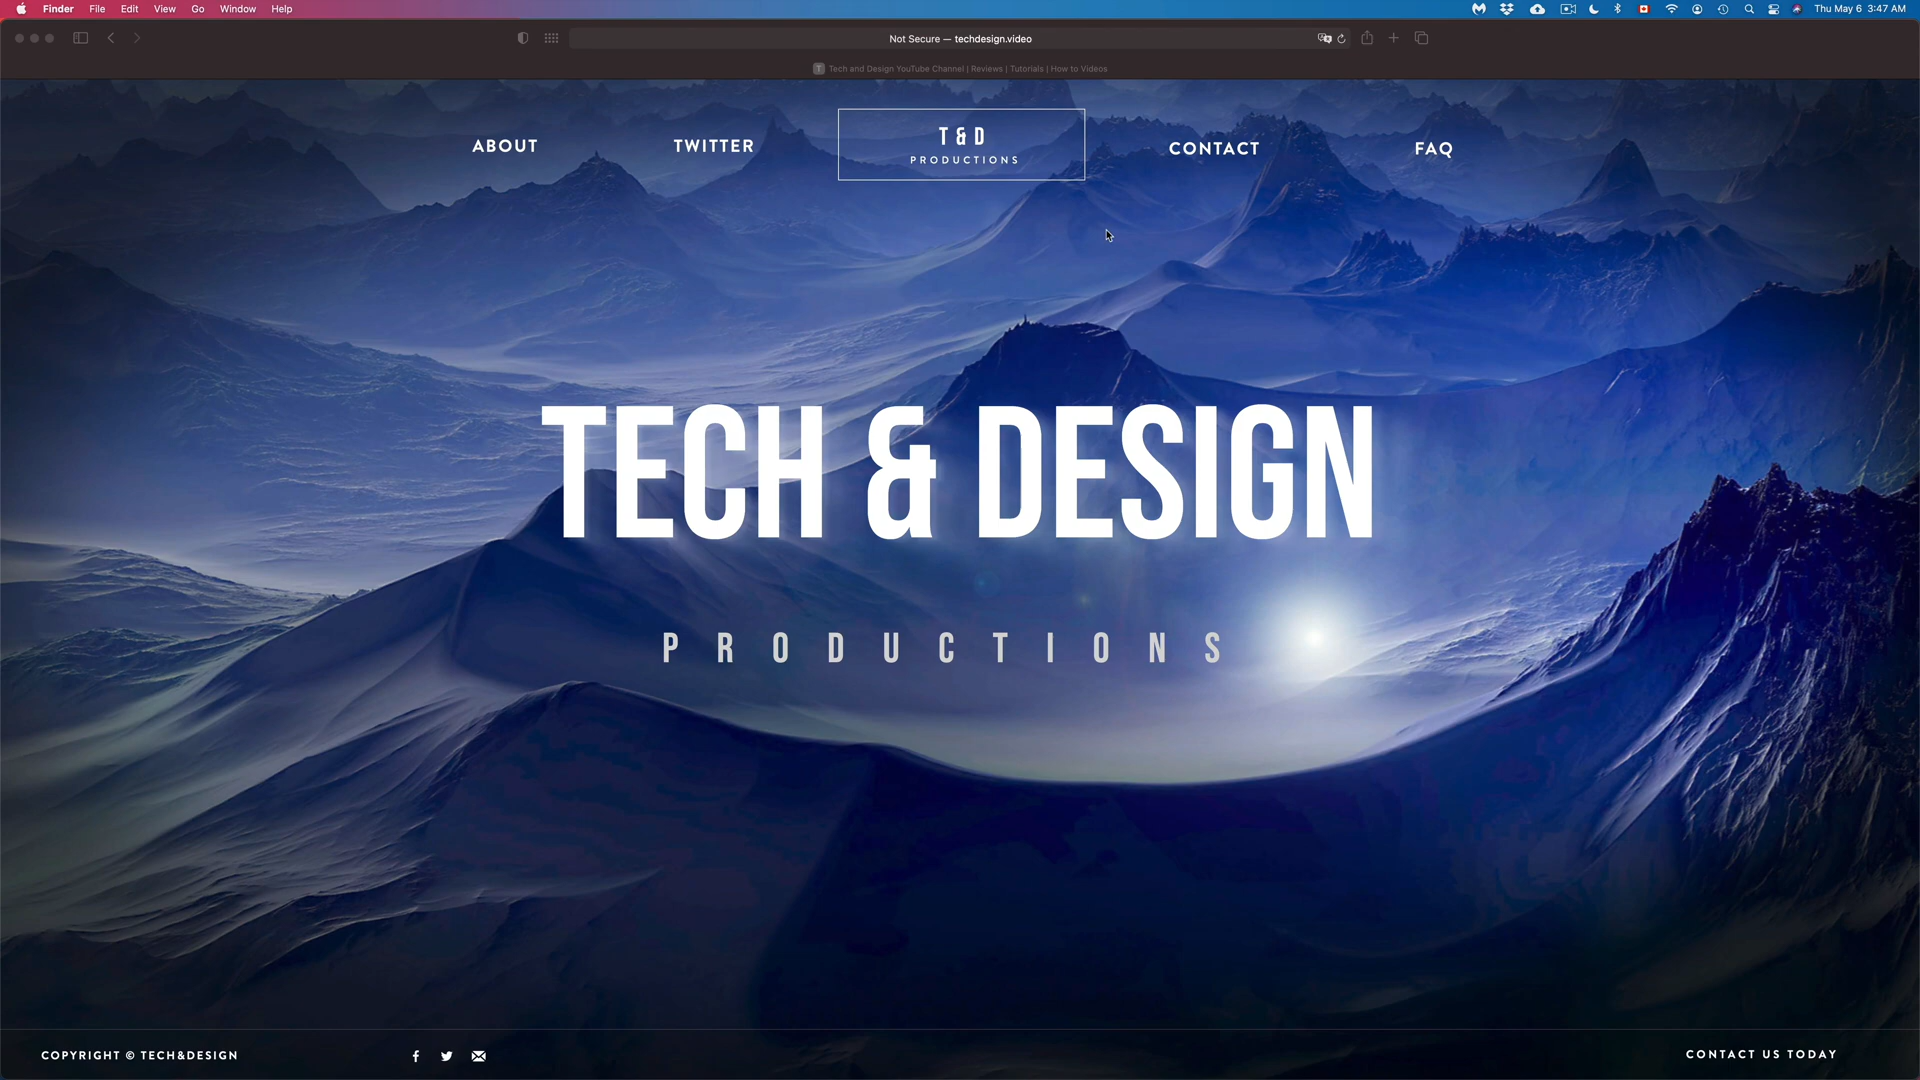 Finder File Edit View Go Window Help
Thu May 6 3:47 AM
Not Secure — techdesign.video
T Tech and Design YouTube Channel | Reviews | Tutorials | How to Videos
ABOUT
TWITTER
T & D
PRODUCTIONS
CONTACT
FAQ
TECH & DESIGN
PRODUCTIONS
COPYRIGHT © TECH&DESIGN
CONTACT US TODAY